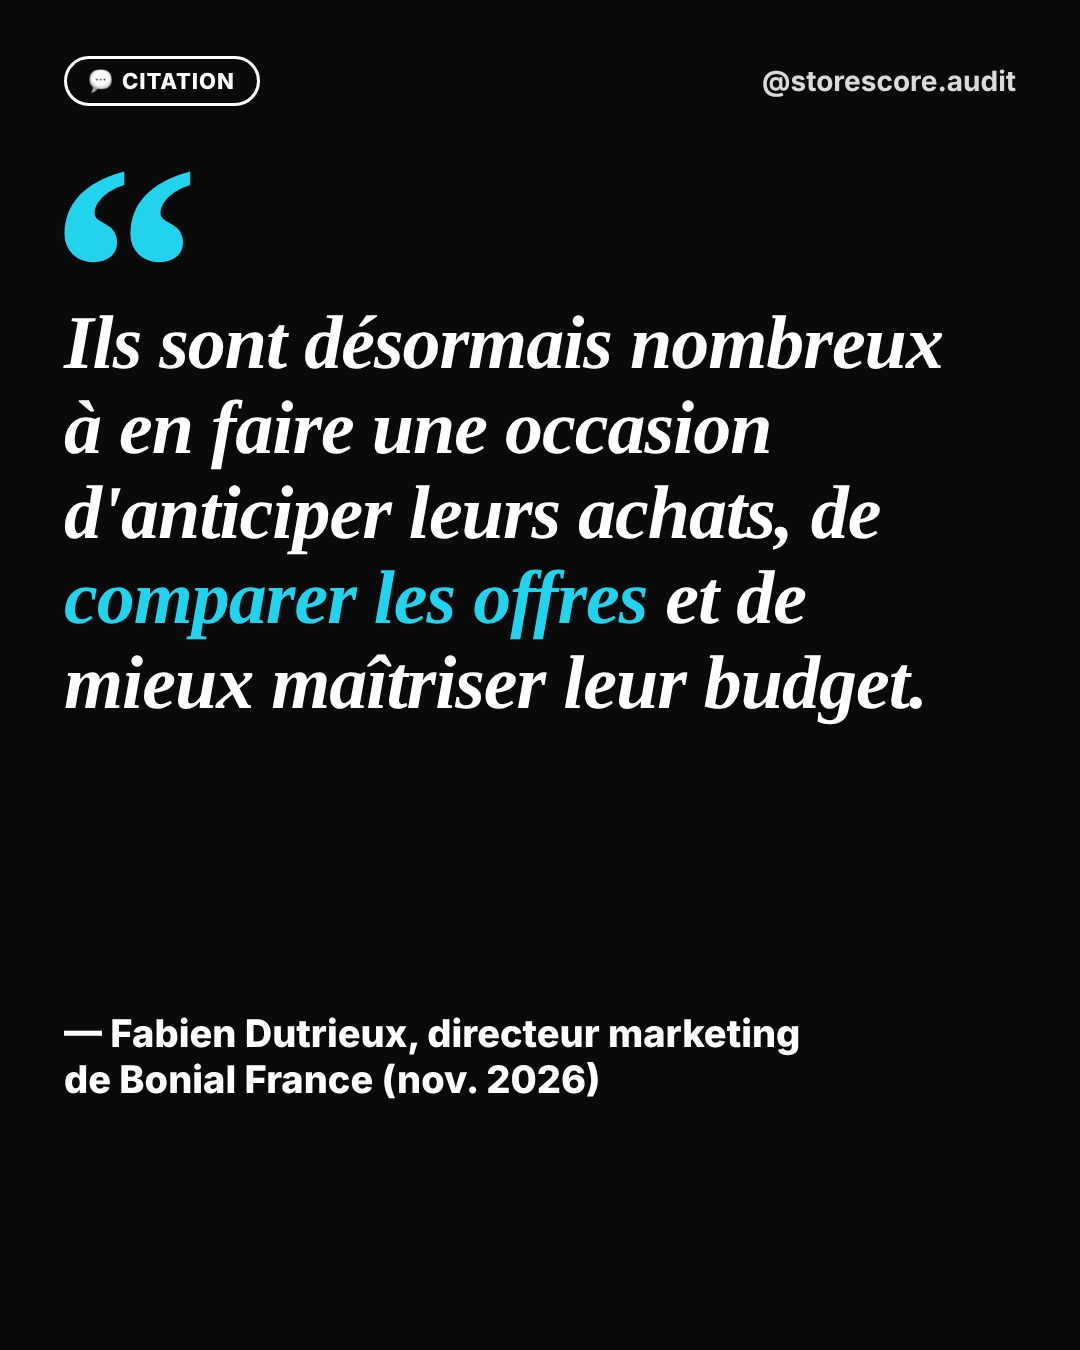 💬 CITATION
@storescore.audit
“
Ils sont désormais nombreux
à en faire une occasion
d'anticiper leurs achats, de
comparer les offres et de
mieux maîtriser leur budget.
— Fabien Dutrieux, directeur marketing
de Bonial France (nov. 2026)